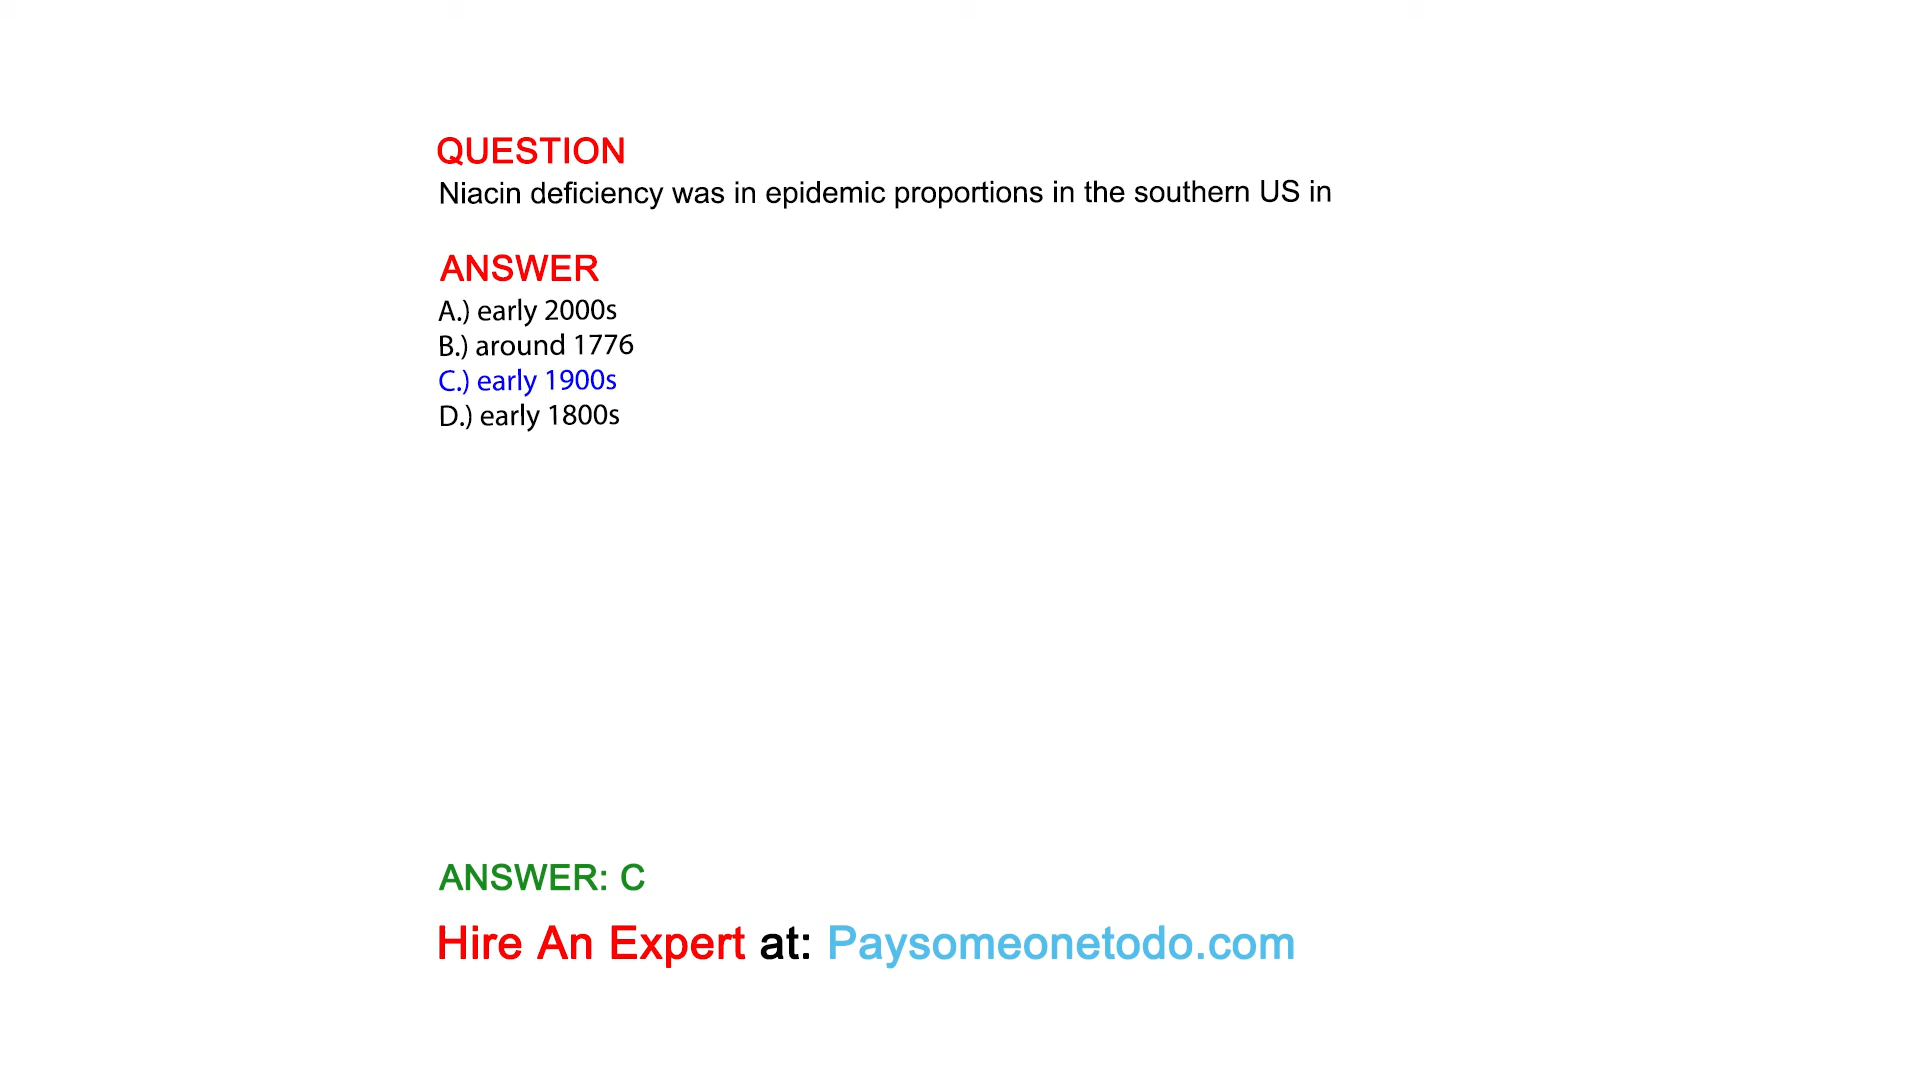 QUESTION
Niacin deficiency was in epidemic proportions in the southern US in
ANSWER
A.) early 2000s
B.) around 1776
C.) early 1900s
D.) early 1800s
ANSWER: C
Hire An Expert at: Paysomeonetodo.com